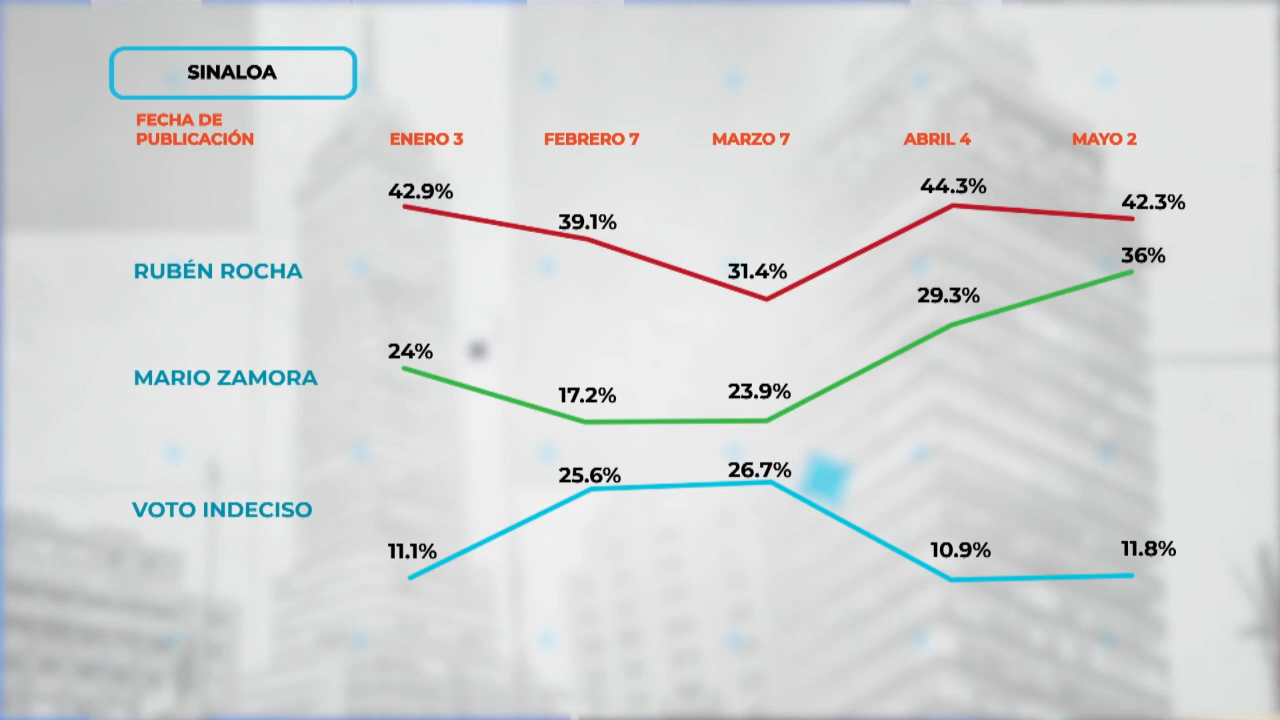 SINALOA
FECHA DE
PUBLICACIÓN
ENERO 3 FEBRERO 7 MARZO 7 ABRIL 4 MAYO 2
42.9% 39.1% 31.4% 44.3% 42.3%
RUBÉN ROCHA
24% 17.2% 23.9% 29.3% 36%
MARIO ZAMORA
25.6% 26.7%
VOTO INDECISO
11.1% 10.9% 11.8%